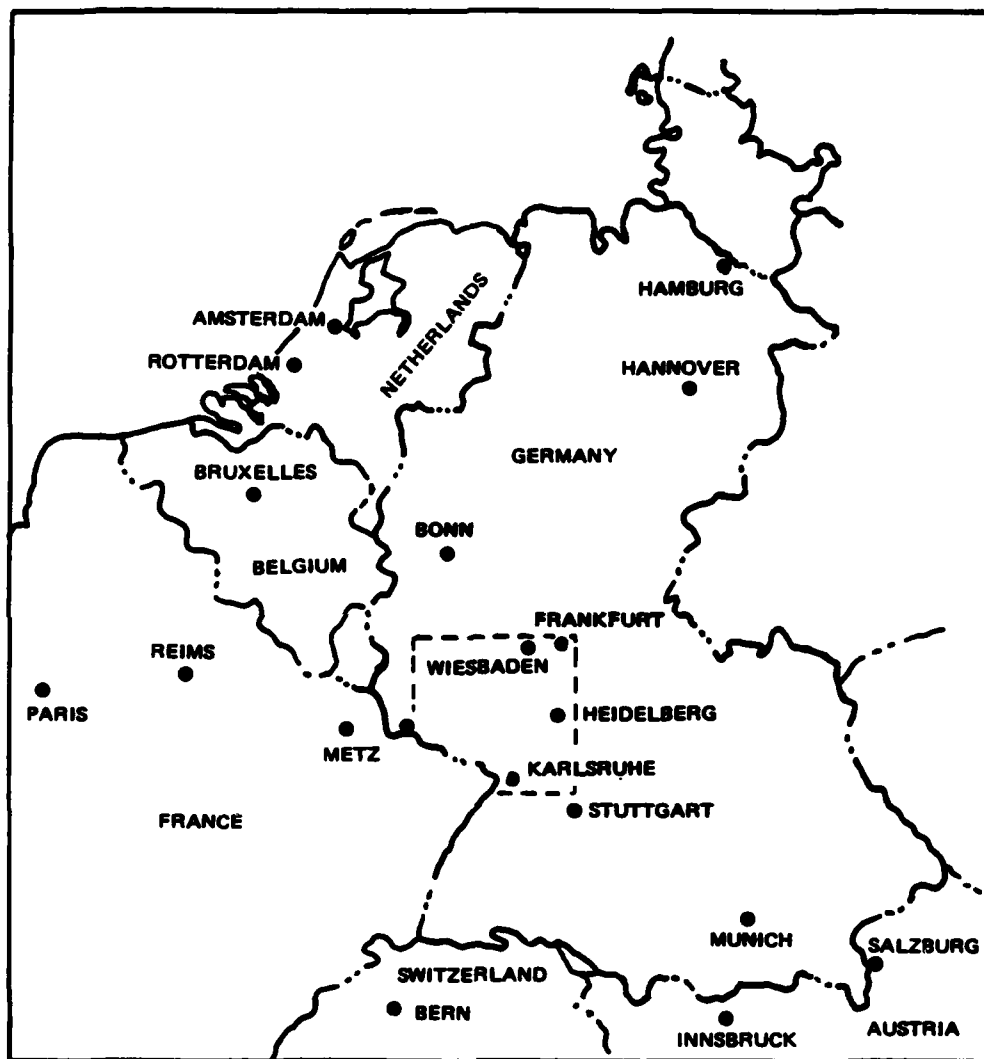 HAMBURG
AMSTERDAM
NETHERLANDS
ROTTERDAM
HANNOVER
GERMANY
BRUXELLES
BONN
BELGIUM
FRANKFURT
REIMS
WIESBADEN
PARIS
HEIDELBERG
METZ
KARLSRUHE
STUTTGART
FRANCE
MUNICH
SALZBURG
SWITZERLAND
BERN
INNSBRUCK
AUSTRIA